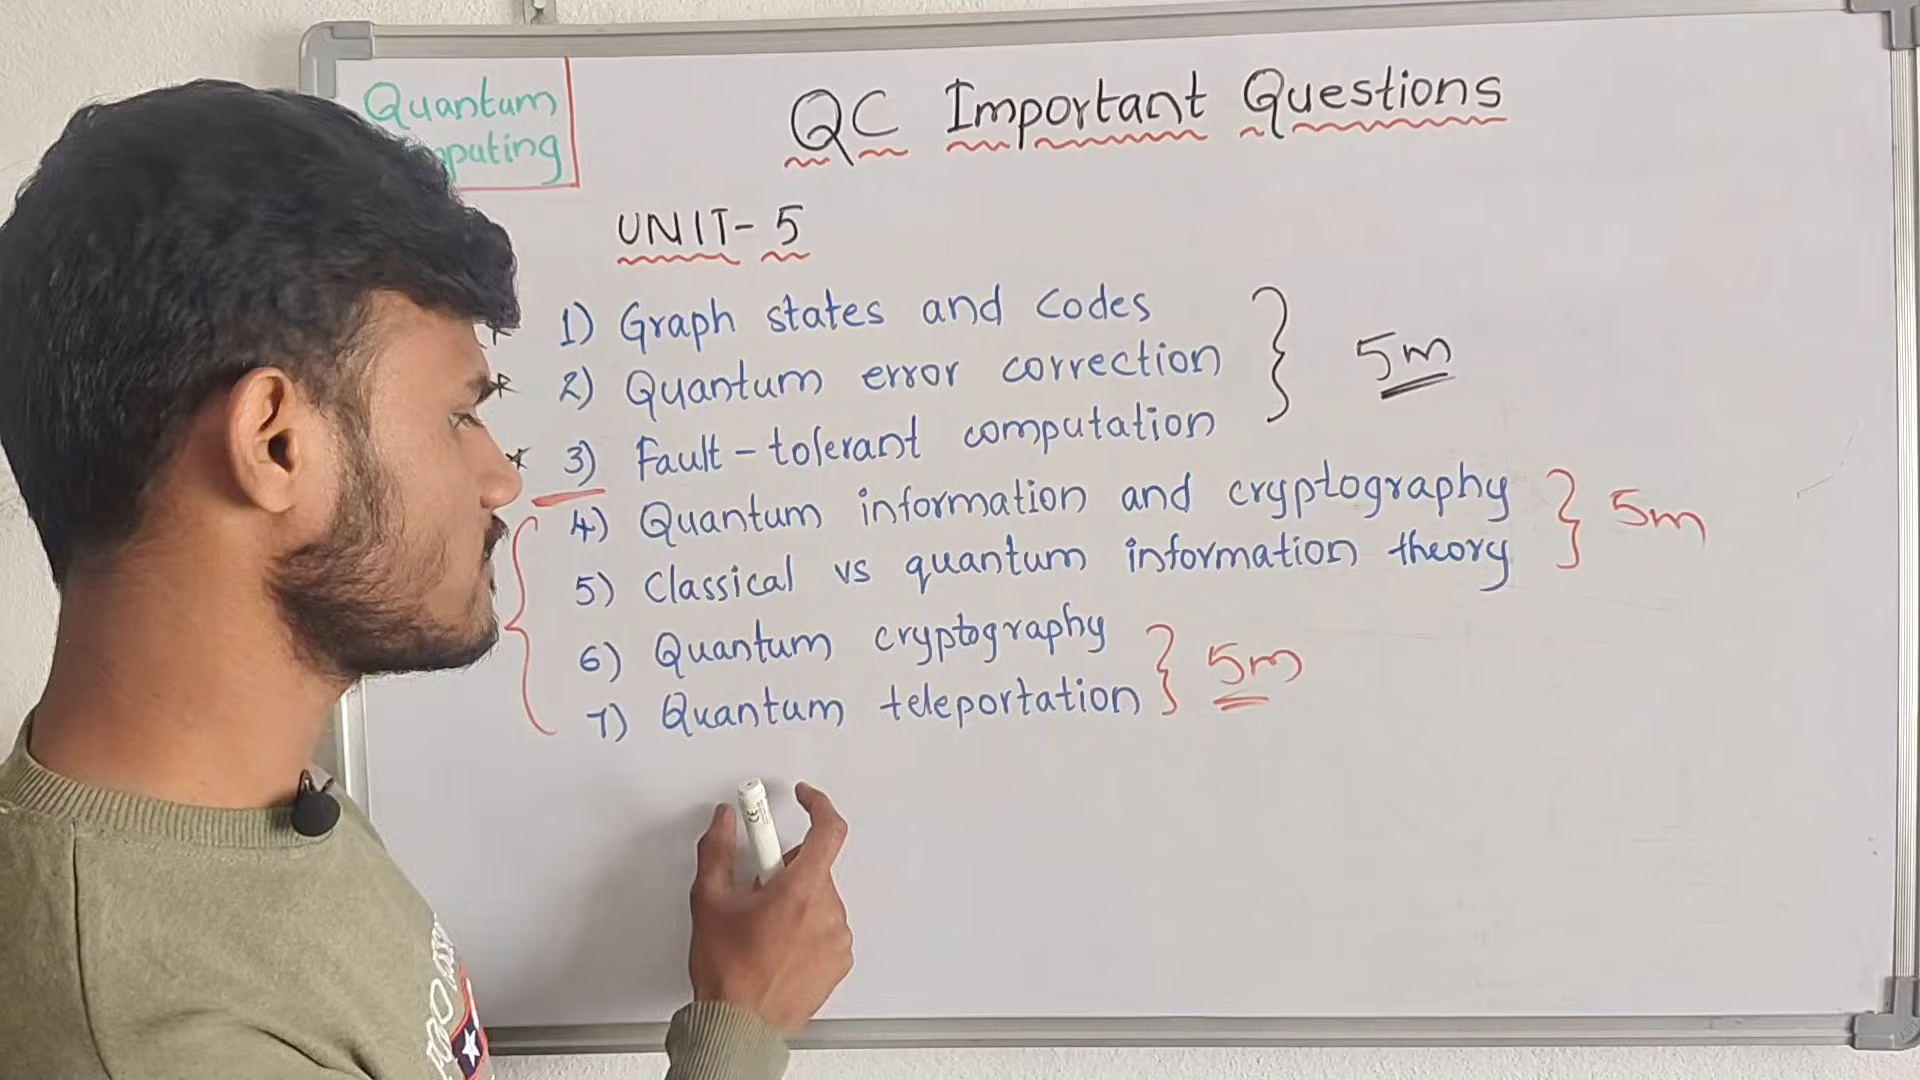 Quantum
puting
QC Important Questions
UNIT-5
1) Graph states and codes
2) Quantum error correction
3) Fault-tolerant computation
5m
4) Quantum information and cryptography
5) Classical vs quantum information theory
5m
6) Quantum cryptography
7) Quantum teleportation
5m